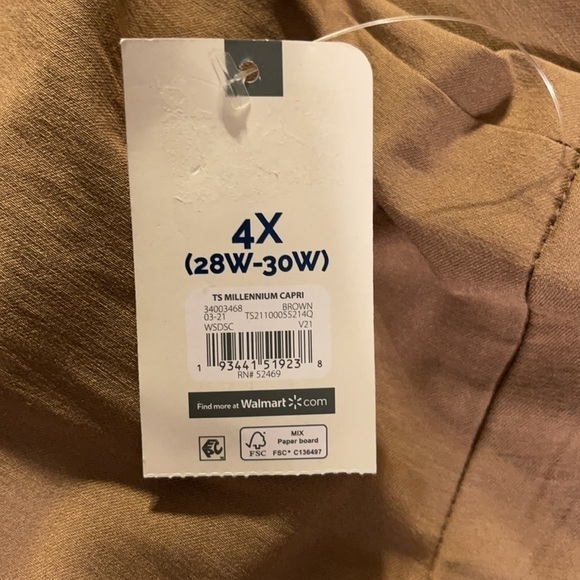 4X
(28W-30W)
TS MILLENNIUM CAPRI
34003468 BROWN
03-21 TS21100055214Q
WSDSC V21
1 93441 51923 8
RN# 52469
Find more at Walmart.com
FSC
MIX
Paper board
FSC® C136497